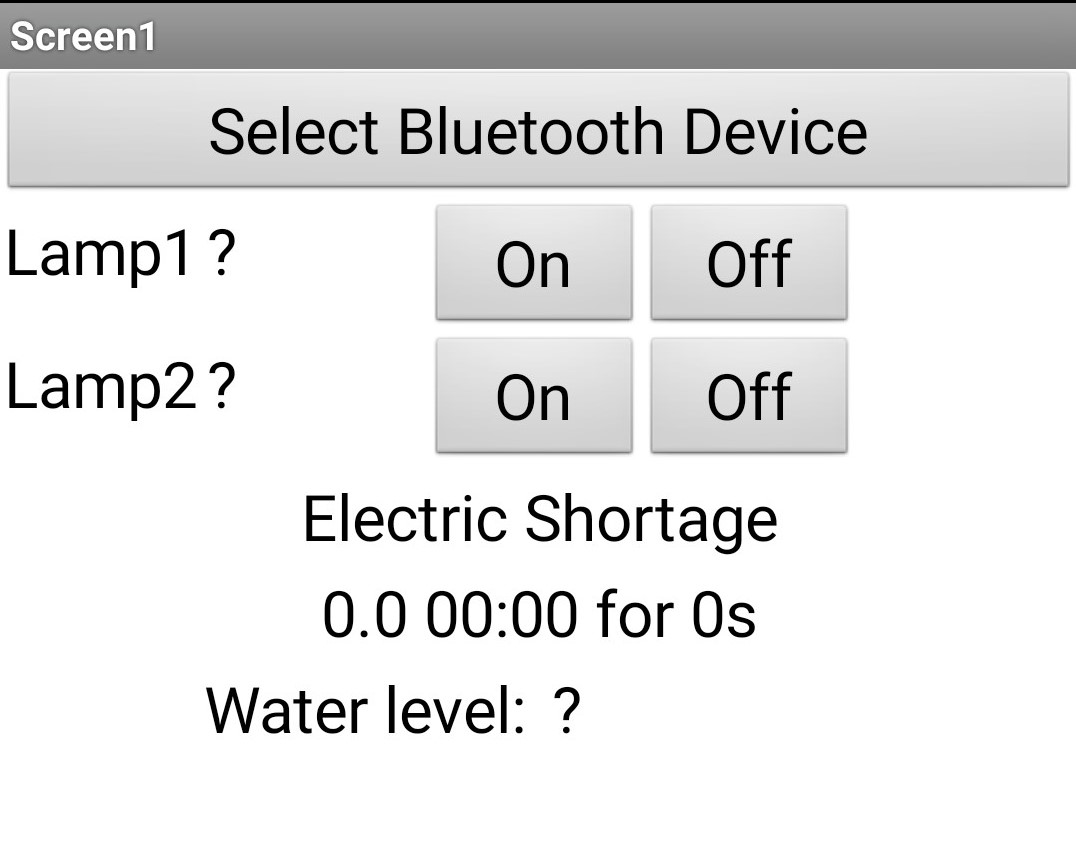 Screen1
Select Bluetooth Device
Lamp1 ? On Off
Lamp2 ? On Off
Electric Shortage
0.0 00:00 for 0s
Water level: ?